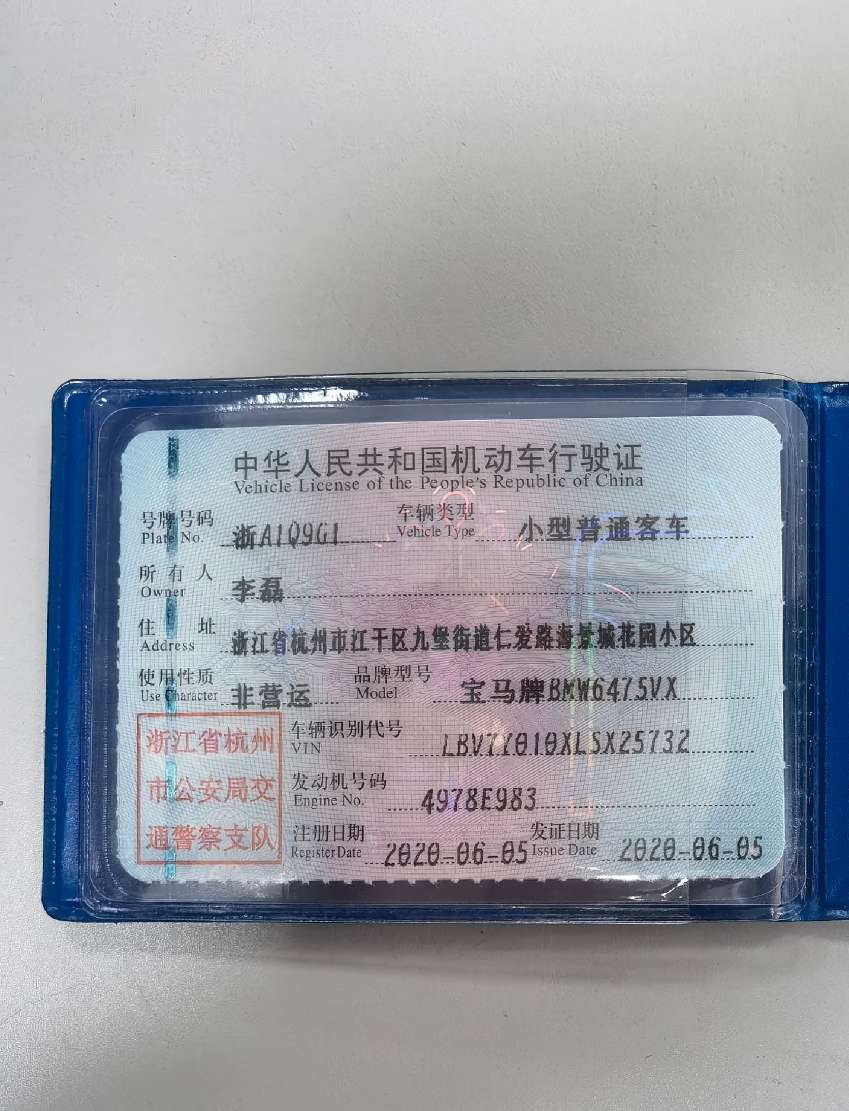 中华人民共和国机动车行驶证
Vehicle License of the People's Republic of China
号牌号码 浙A1Q9G1 车辆类型 小型普通客车
Plate No. Vehicle Type
所有人 李磊
Owner
住址 浙江省杭州市江干区九堡街道仁爱路海景城花园小区
Address
使用性质 非营运 品牌型号 宝马牌BMW6475VX
Use Character Model
车辆识别代号 LBV7Y010XLSX25732
VIN
发动机号码 4978E983
Engine No.
注册日期 2020-06-05 发证日期 2020-06-05
Register Date Issue Date
浙江省杭州
市公安局交
通警察支队